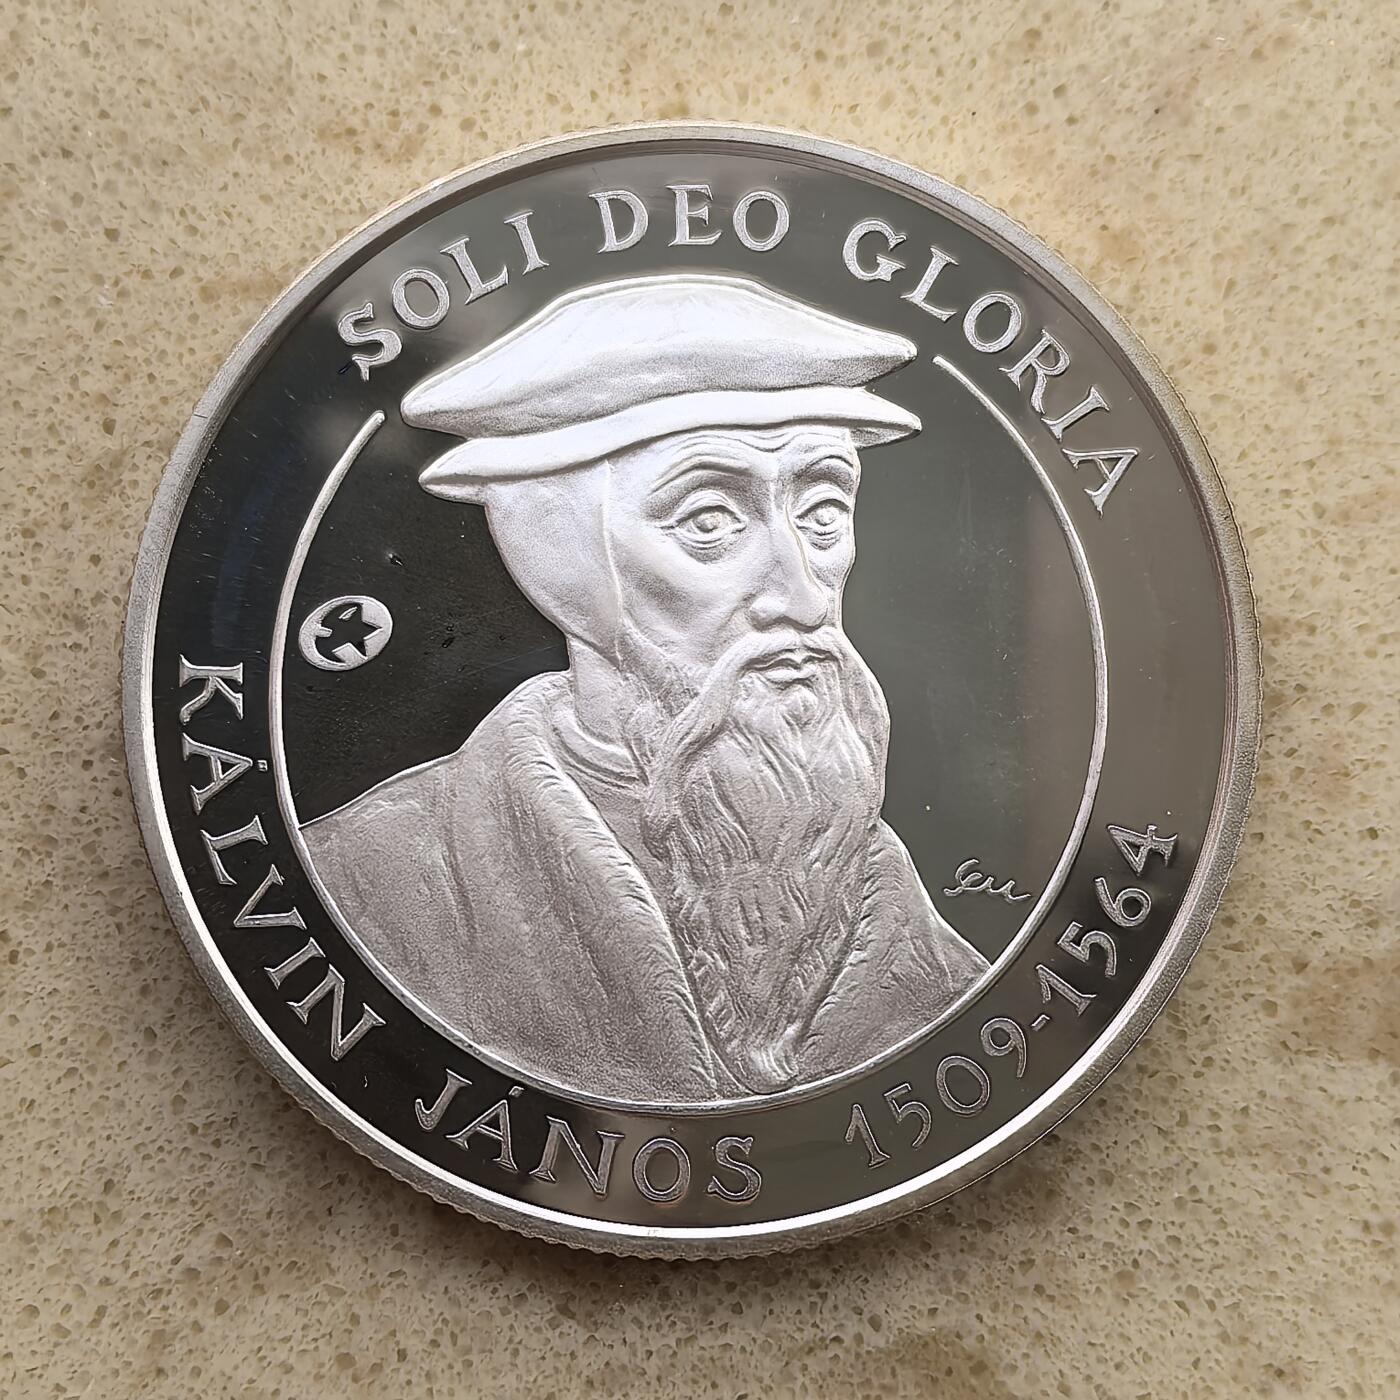 SOLI DEO GLORIA
KÁLVIN JÁNOS 1509-1564